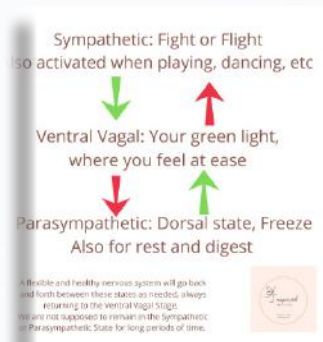 Sympathetic: Fight or Flight
lso activated when playing, dancing, etc
Ventral Vagal: Your green light,
where you feel at ease
Parasympathetic: Dorsal state, Freeze
Also for rest and digest
A flexible and healthy nervous system will go back
and forth between these states as needed, always
returning to the Ventral Vagal Stage.
We are not supposed to remain in the Sympathetic
or Parasympathetic State for long periods of time.